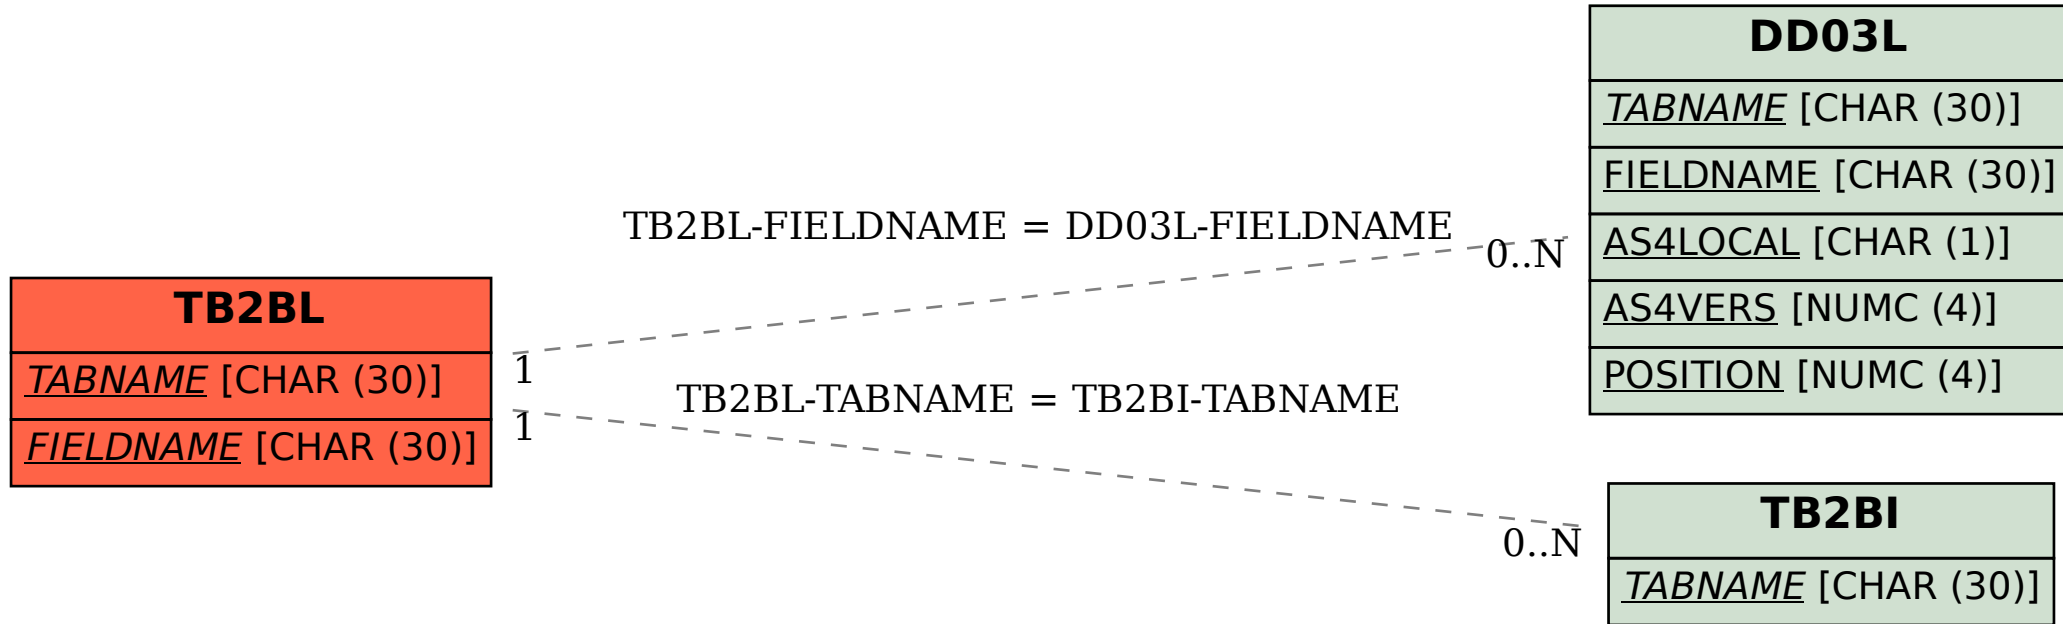 DD03L
TABNAME [CHAR (30)]
FIELDNAME [CHAR (30)]
AS4LOCAL [CHAR (1)]
AS4VERS [NUMC (4)]
POSITION [NUMC (4)]
TB2BL-FIELDNAME = DD03L-FIELDNAME
0..N
1
TB2BL
TABNAME [CHAR (30)]
FIELDNAME [CHAR (30)]
TB2BL-TABNAME = TB2BI-TABNAME
1
0..N
TB2BI
TABNAME [CHAR (30)]